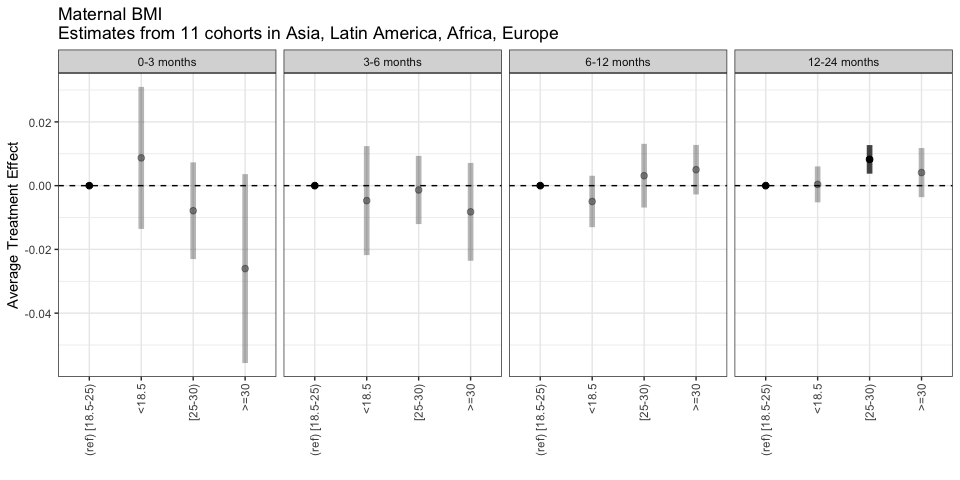 Maternal BMI
Estimates from 11 cohorts in Asia, Latin America, Africa, Europe
0-3 months
3-6 months
6-12 months
12-24 months
Average Treatment Effect
0.02
0.00
-0.02
-0.04
(ref) [18.5-25)
<18.5
[25-30)
>=30
(ref) [18.5-25)
<18.5
[25-30)
>=30
(ref) [18.5-25)
<18.5
[25-30)
>=30
(ref) [18.5-25)
<18.5
[25-30)
>=30